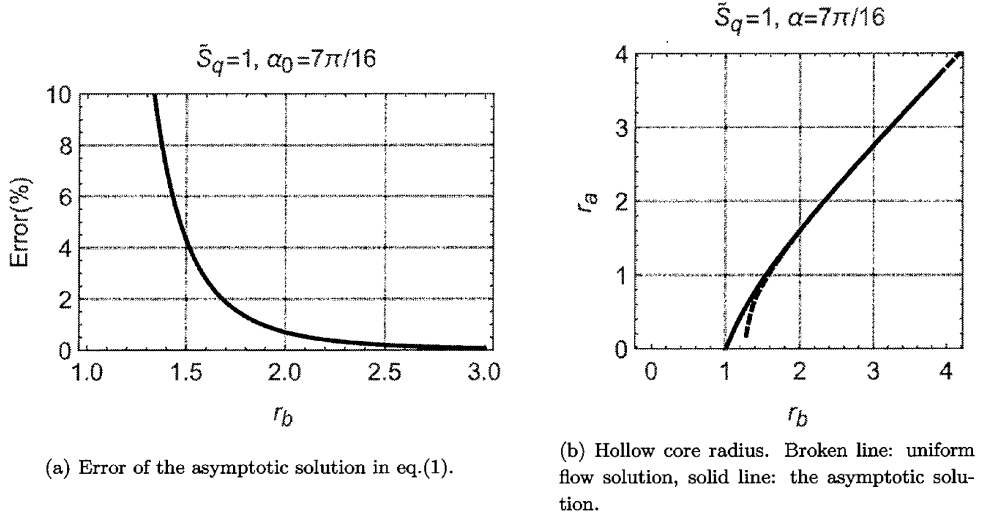 S̃q=1, α0=7π/16
10
8
6
4
2
0
Error(%)
1.0 1.5 2.0 2.5 3.0
rb
(a) Error of the asymptotic solution in eq.(1).
S̃q=1, α=7π/16
4
3
2
1
0
ra
0 1 2 3 4
rb
(b) Hollow core radius. Broken line: uniform
flow solution, solid line: the asymptotic solu-
tion.